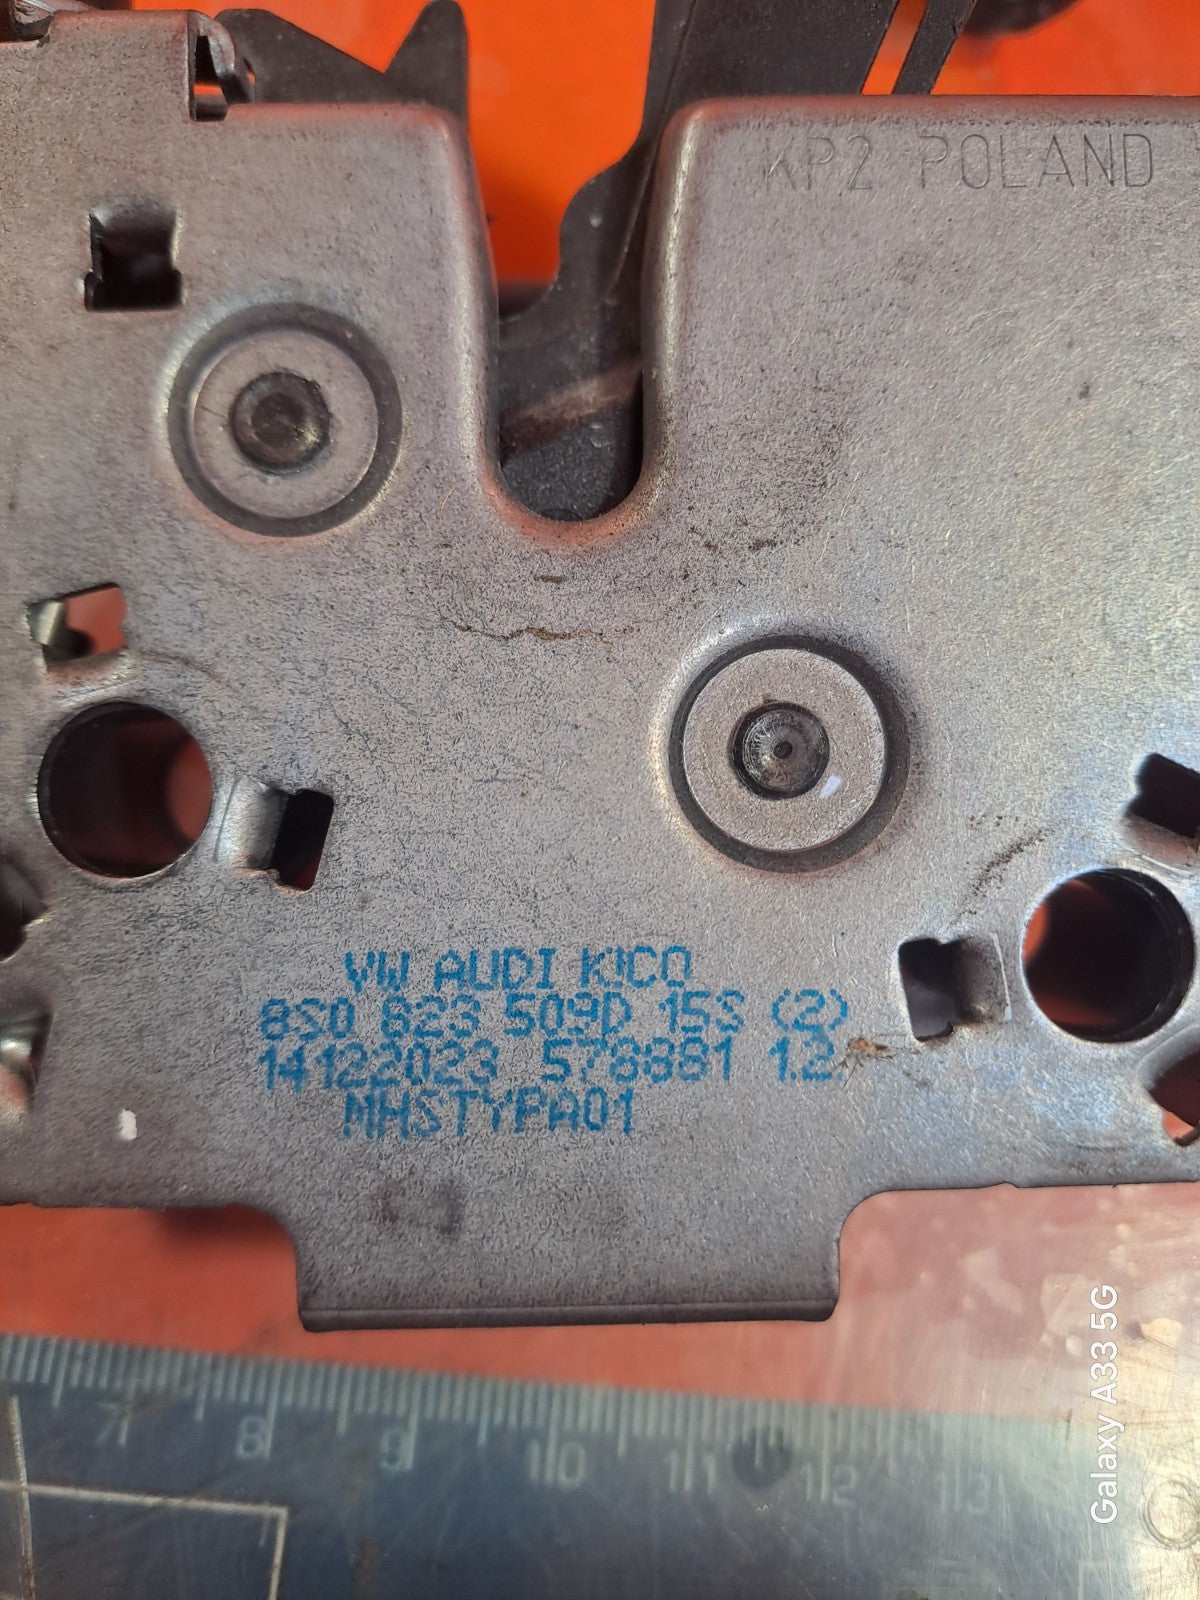 KP2 POLAND
VW AUDI KICO
8S0 823 509D 15S (2)
14122023 578881 1.2.
MHSTYPA01
7 8 9 10 11 12 13
Galaxy A33 5G